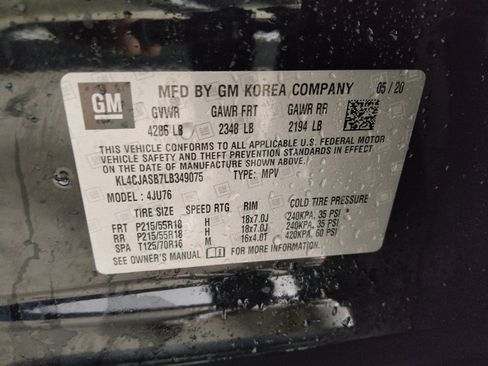 GM
MFD BY GM KOREA COMPANY 05/20
GVWR GAWR FRT GAWR RR
4286 LB 2348 LB 2194 LB
THIS VEHICLE CONFORMS TO ALL APPLICABLE U.S. FEDERAL MOTOR
VEHICLE SAFETY AND THEFT PREVENTION STANDARDS IN EFFECT
ON THE DATE OF MANUFACTURE SHOWN ABOVE.
KL4CJASB7LB349075 TYPE: MPV
MODEL: 4JU76
TIRE SIZE SPEED RTG RIM COLD TIRE PRESSURE
FRT P215/55R18 H 18x7.0J 240KPA, 35 PSI
RR P215/55R18 H 18x7.0J 240KPA, 35 PSI
SPA T125/70R16 M 16x4.0T 420KPA, 60 PSI
SEE OWNER'S MANUAL FOR MORE INFORMATION.